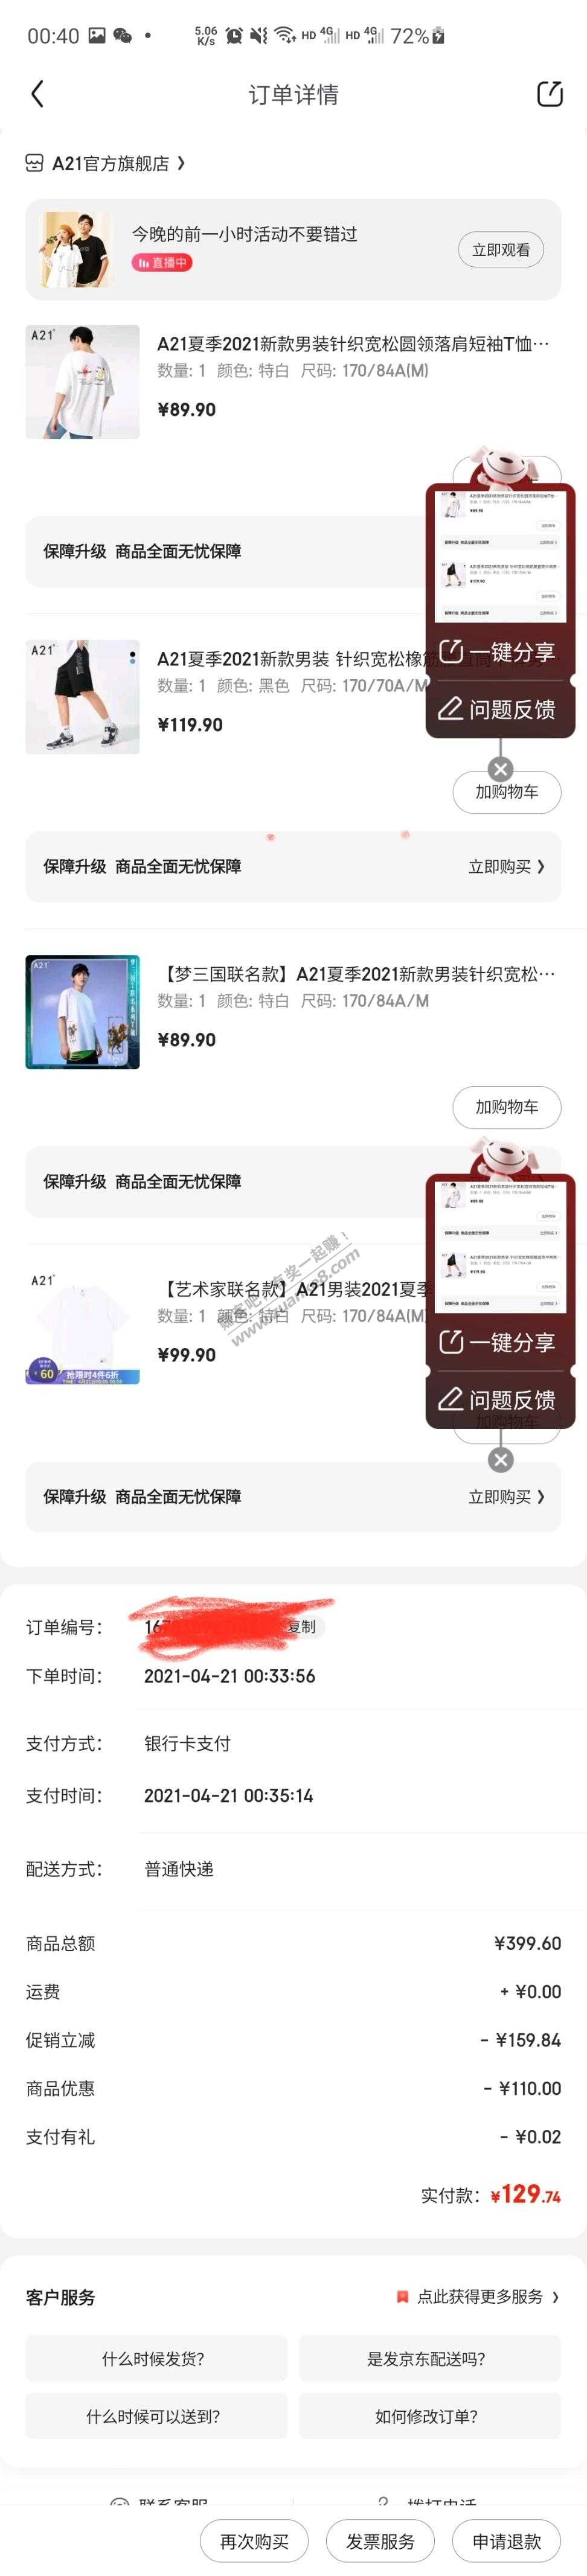 00:40
5.06 K/s HD 4G HD 4G 72%
订单详情
A21官方旗舰店
今晚的前一小时活动不要错过
直播中
立即观看
A21
A21夏季2021新款男装针织宽松圆领落肩短袖T恤…
数量: 1 颜色: 特白 尺码: 170/84A(M)
¥89.90
保障升级 商品全面无忧保障
一键分享
问题反馈
A21
A21夏季2021新款男装 针织宽松橡筋
数量: 1 颜色: 黑色 尺码: 170/70A/M
¥119.90
加购物车
保障升级 商品全面无忧保障
立即购买
A21
【梦三国联名款】A21夏季2021新款男装针织宽松…
数量: 1 颜色: 特白 尺码: 170/84A/M
¥89.90
加购物车
保障升级 商品全面无忧保障
A21
60
抢限时4件6折
【艺术家联名款】A21男装2021夏季
数量: 1 颜色: 特白 尺码: 170/84A(M)
¥99.90
一键分享
问题反馈
加购物车
保障升级 商品全面无忧保障
立即购买
订单编号:
复制
下单时间: 2021-04-21 00:33:56
支付方式: 银行卡支付
支付时间: 2021-04-21 00:35:14
配送方式: 普通快递
商品总额 ¥399.60
运费 + ¥0.00
促销立减 - ¥159.84
商品优惠 - ¥110.00
支付有礼 - ¥0.02
实付款: ¥129.74
客户服务
点此获得更多服务
什么时候发货?
是发京东配送吗?
什么时候可以送到?
如何修改订单?
联系客服
拨打电话
再次购买
发票服务
申请退款